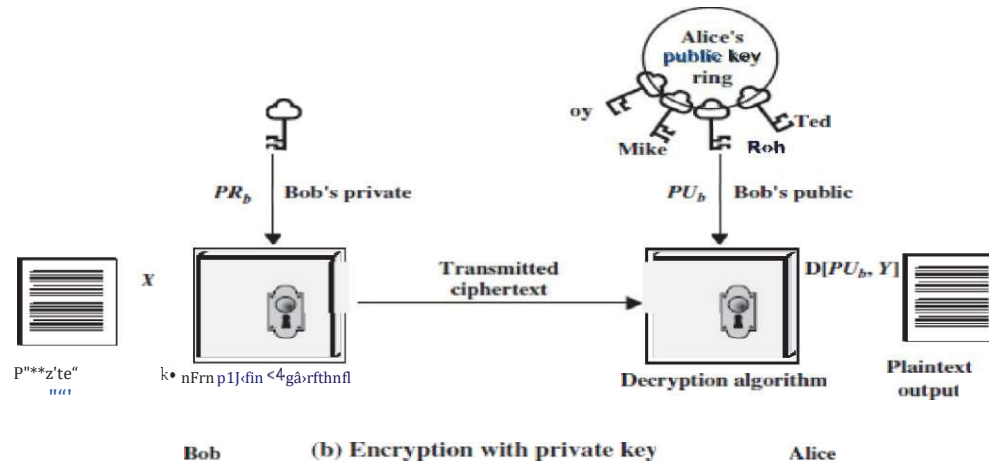 Alice's
public key
ring
oy
Mike
Ted
PR_b
Bob's private
PU_b
Bob's public
X
Transmitted
ciphertext
D[PU_b, Y]
Decryption algorithm
Plaintext
output
Bob
(b) Encryption with private key
Alice